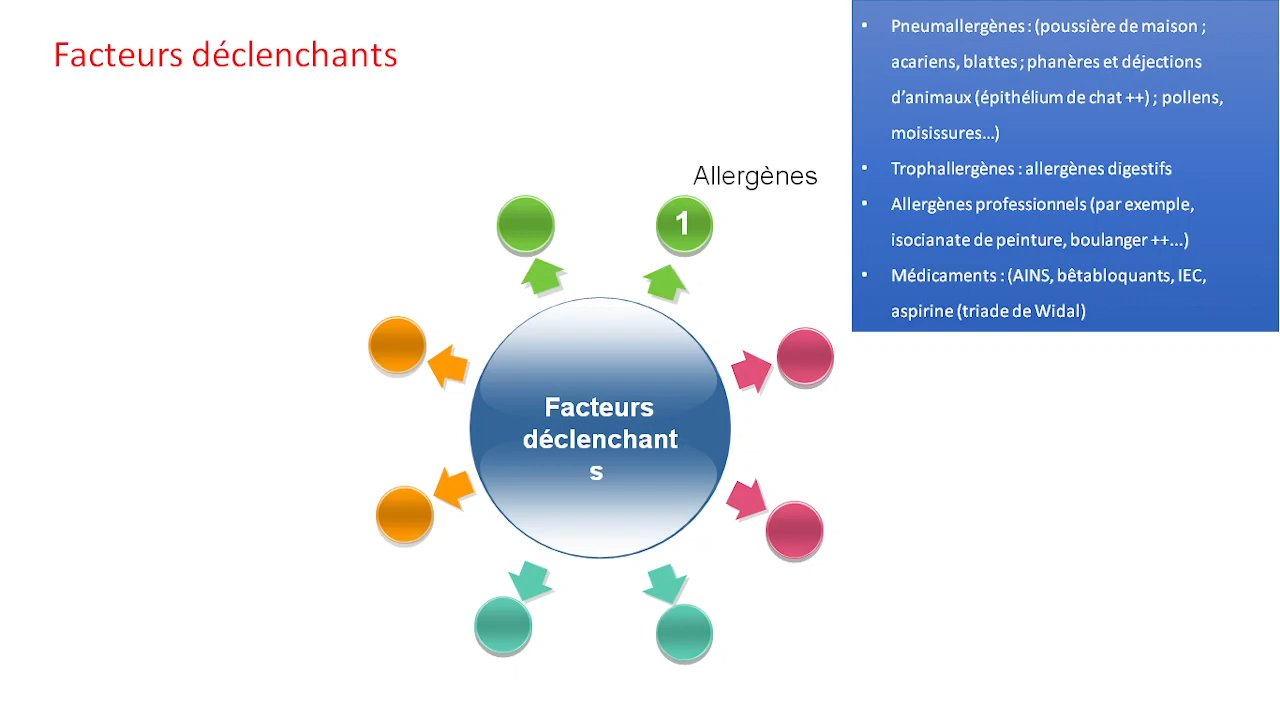 Facteurs déclenchants
• Pneumallergènes : (poussière de maison ;
acariens, blattes ; phanères et déjections
d’animaux (épithélium de chat ++) ; pollens,
moisissures…)
• Trophallergènes : allergènes digestifs
• Allergènes professionnels (par exemple,
isocianate de peinture, boulanger ++...)
• Médicaments : (AINS, bêtabloquants, IEC,
aspirine (triade de Widal)
Allergènes
1
Facteurs
déclenchant
s